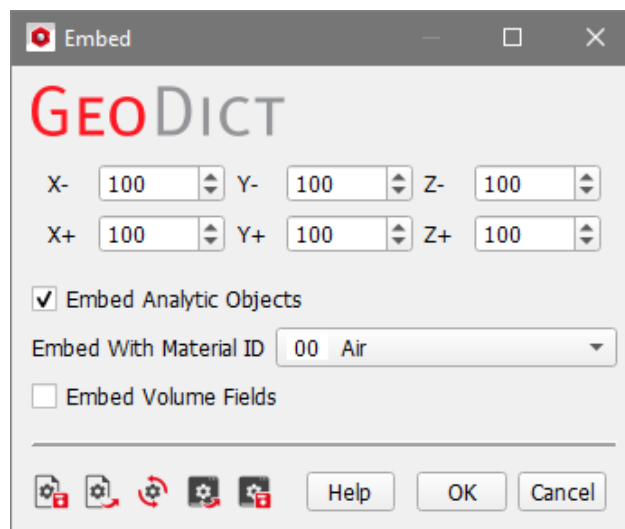 Embed
GEODICT
X- 100 Y- 100 Z- 100
X+ 100 Y+ 100 Z+ 100
Embed Analytic Objects
Embed With Material ID 00 Air
Embed Volume Fields
Help OK Cancel